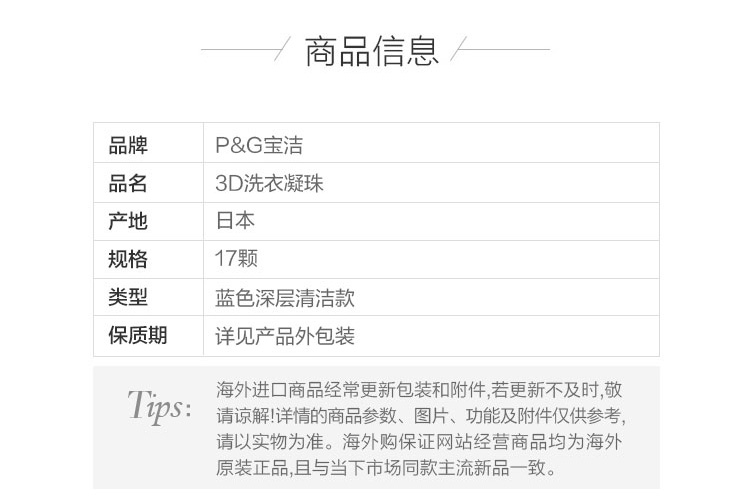 商品信息
品牌 P&G宝洁
品名 3D洗衣凝珠
产地 日本
规格 17颗
类型 蓝色深层清洁款
保质期 详见产品外包装
Tips:
海外进口商品经常更新包装和附件,若更新不及时,敬
请谅解!详情的商品参数、图片、功能及附件仅供参考,
请以实物为准。海外购保证网站经营商品均为海外
原装正品,且与当下市场同款主流新品一致。